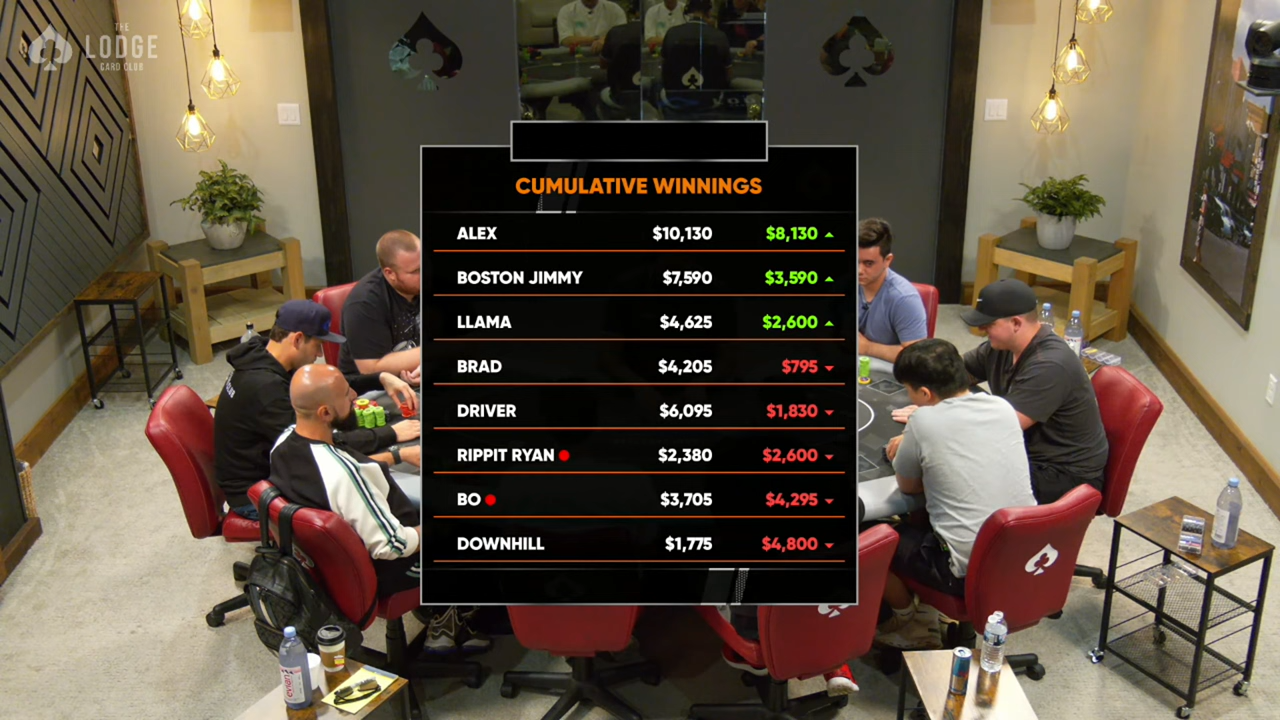 THE
LODGE
CARD CLUB
CUMULATIVE WINNINGS
ALEX $10,130 $8,130
BOSTON JIMMY $7,590 $3,590
LLAMA $4,625 $2,600
BRAD $4,205 $795
DRIVER $6,095 $1,830
RIPPIT RYAN $2,380 $2,600
BO $3,705 $4,295
DOWNHILL $1,775 $4,800
evian